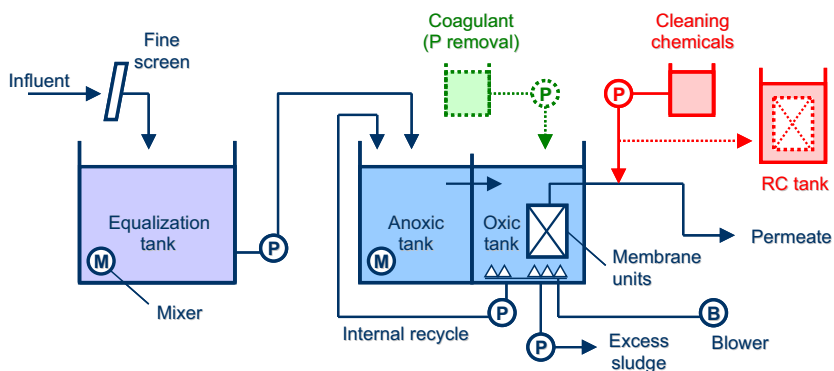 Influent
Fine
screen
Coagulant
(P removal)
Cleaning
chemicals
P
P
RC tank
Equalization
tank
M
Mixer
P
Anoxic
tank
M
Oxic
tank
Membrane
units
Permeate
Internal recycle
P
P
Excess
sludge
B
Blower